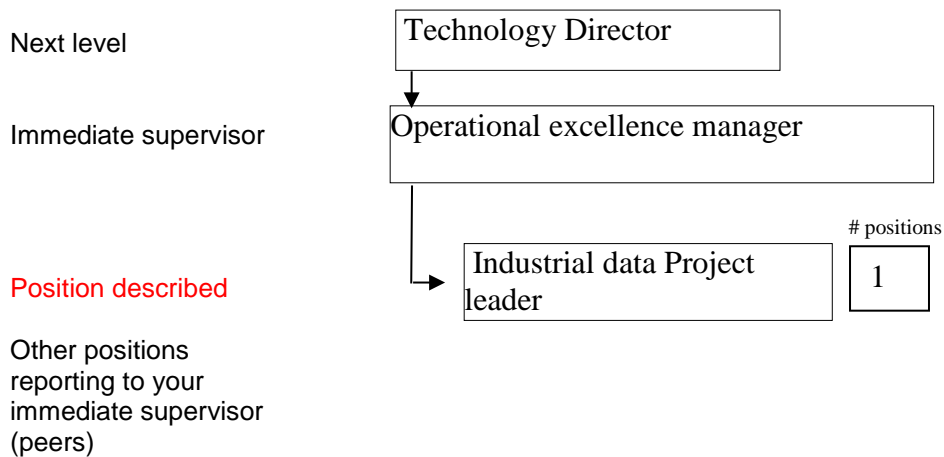 Next level
Technology Director
Immediate supervisor
Operational excellence manager
# positions
Position described
Industrial data Project
leader
1
Other positions
reporting to your
immediate supervisor
(peers)